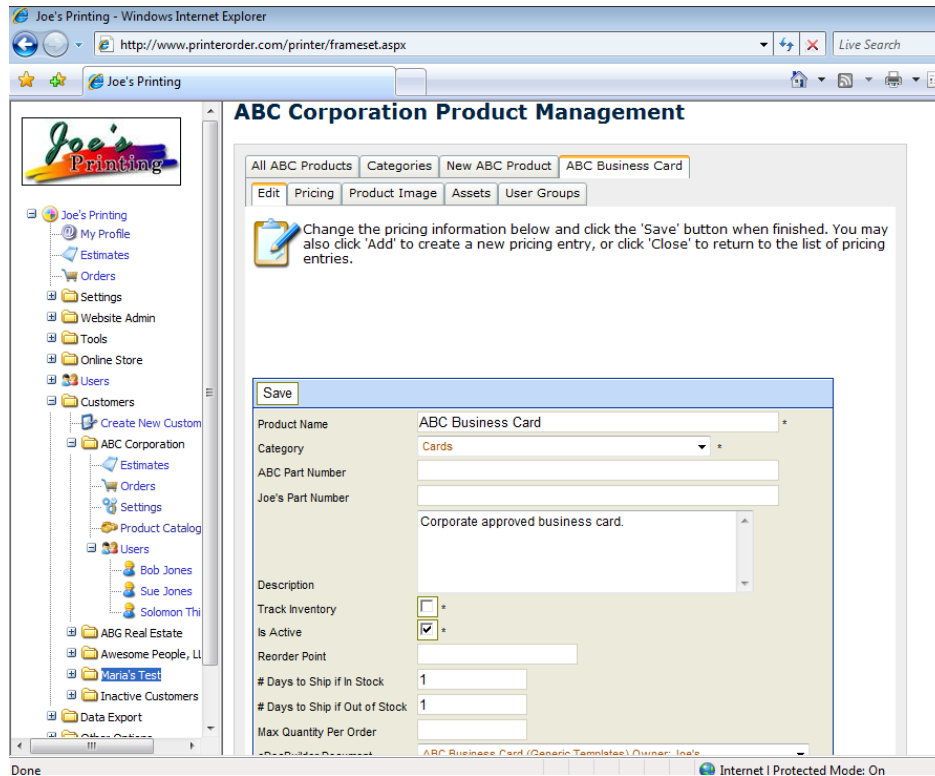 Joe's Printing - Windows Internet Explorer
http://www.printerorder.com/printer/frameset.aspx
Live Search
Joe's Printing
Joe's
Printing
Joe's Printing
My Profile
Estimates
Orders
Settings
Website Admin
Tools
Online Store
Users
Customers
Create New Custom
ABC Corporation
Estimates
Orders
Settings
Product Catalog
Users
Bob Jones
Sue Jones
Solomon Thi
ABG Real Estate
Awesome People, LL
Maria's Test
Inactive Customers
Data Export
Other Options
ABC Corporation Product Management
All ABC Products Categories New ABC Product ABC Business Card
Edit Pricing Product Image Assets User Groups
Change the pricing information below and click the 'Save' button when finished. You may
also click 'Add' to create a new pricing entry, or click 'Close' to return to the list of pricing
entries.
Save
Product Name ABC Business Card *
Category Cards *
ABC Part Number
Joe's Part Number
Corporate approved business card.
Description
Track Inventory *
Is Active *
Reorder Point
# Days to Ship if In Stock 1
# Days to Ship if Out of Stock 1
Max Quantity Per Order
ABC Business Card (Generic Templates) Owner: Joe's
Done
Internet | Protected Mode: On